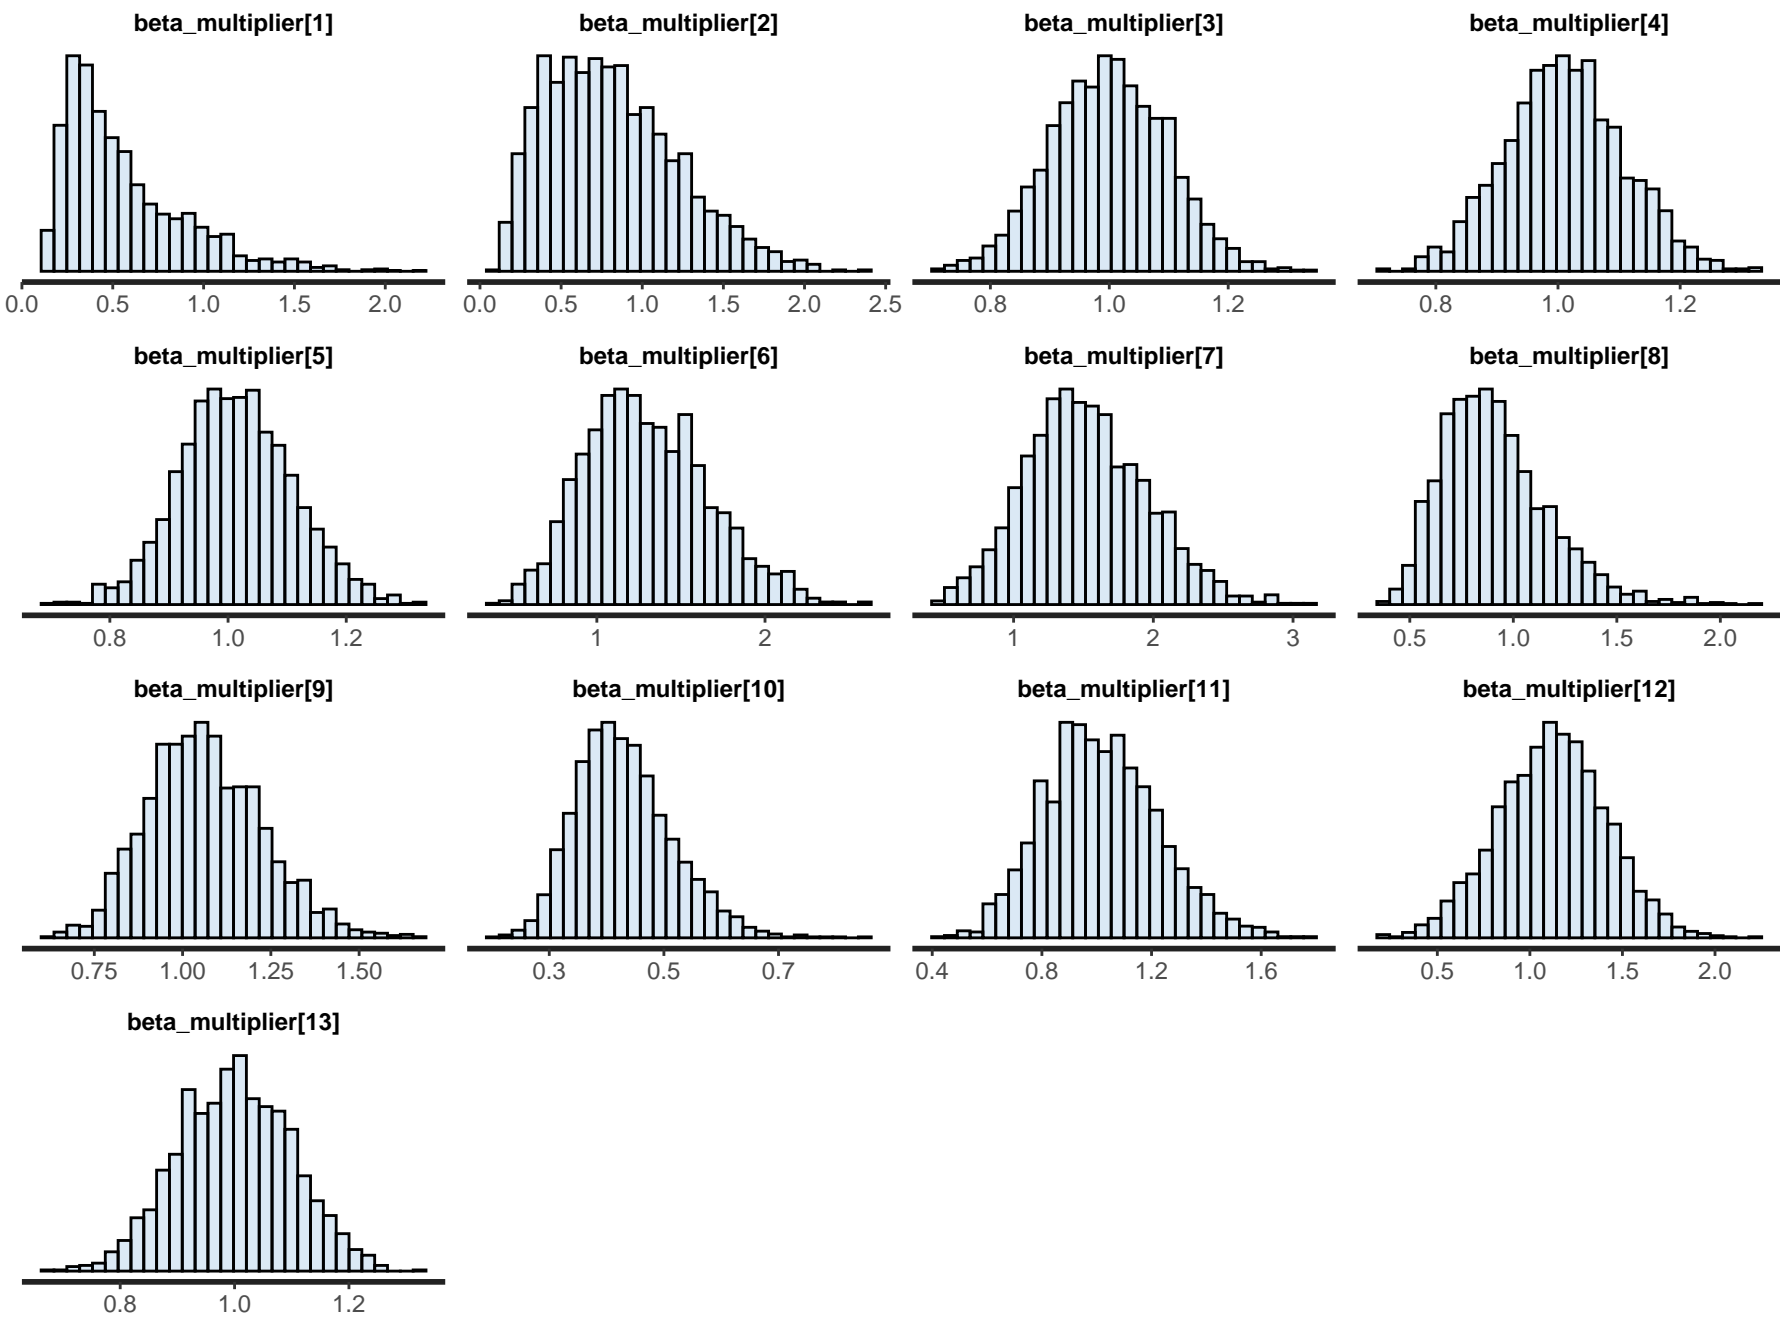 beta_multiplier[1] beta_multiplier[2] beta_multiplier[3] beta_multiplier[4]
0.0 0.5 1.0 1.5 2.0 0.0 0.5 1.0 1.5 2.0 2.5 0.8 1.0 1.2 0.8 1.0 1.2
beta_multiplier[5] beta_multiplier[6] beta_multiplier[7] beta_multiplier[8]
0.8 1.0 1.2 1 2 1 2 3 0.5 1.0 1.5 2.0
beta_multiplier[9] beta_multiplier[10] beta_multiplier[11] beta_multiplier[12]
0.75 1.00 1.25 1.50 0.3 0.5 0.7 0.4 0.8 1.2 1.6 0.5 1.0 1.5 2.0
beta_multiplier[13]
0.8 1.0 1.2